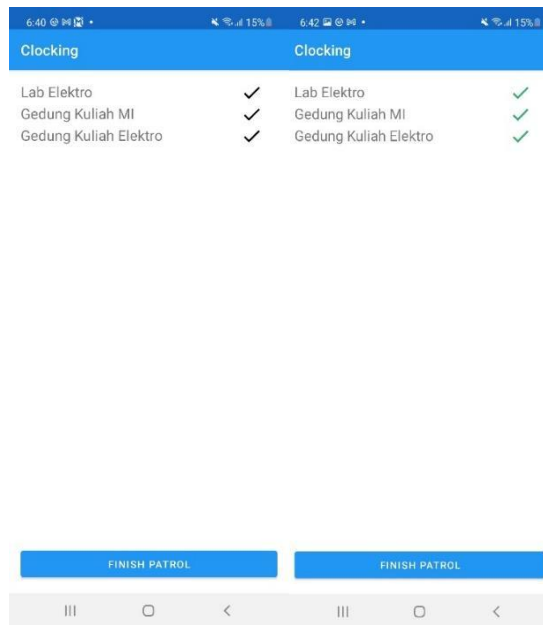 6:40
15%
Clocking
Lab Elektro
Gedung Kuliah MI
Gedung Kuliah Elektro
FINISH PATROL
6:42
15%
Clocking
Lab Elektro
Gedung Kuliah MI
Gedung Kuliah Elektro
FINISH PATROL